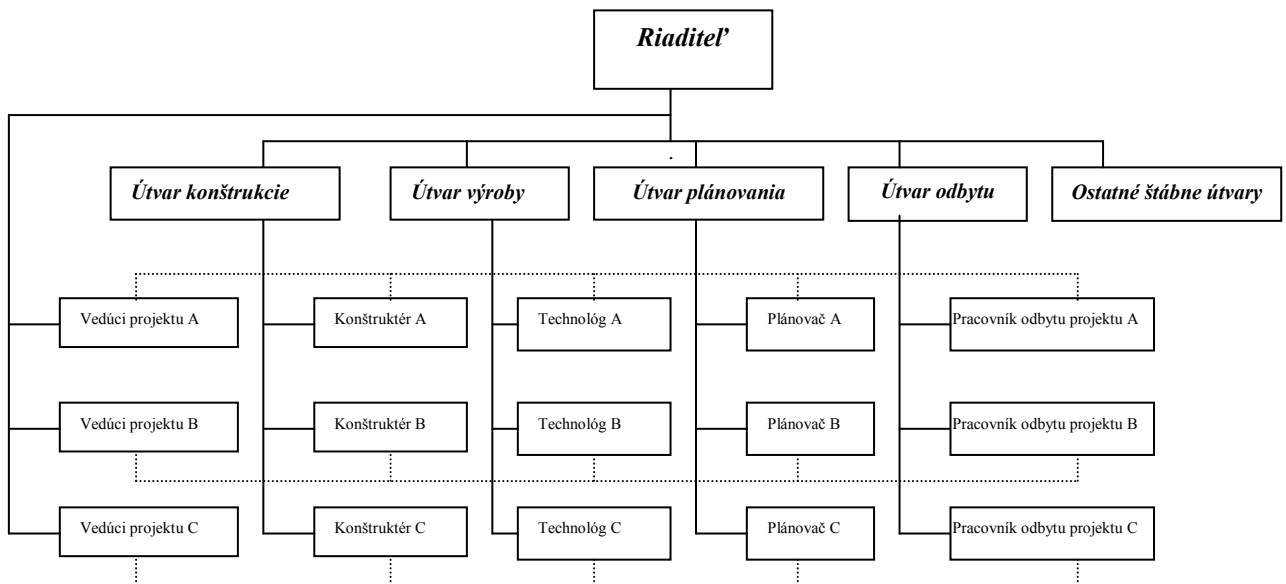 Riaditeľ
Útvar konštrukcie
Útvar výroby
Útvar plánovania
Útvar odbytu
Ostatné štábne útvary
Vedúci projektu A
Konštruktér A
Technológ A
Plánovač A
Pracovník odbytu projektu A
Vedúci projektu B
Konštruktér B
Technológ B
Plánovač B
Pracovník odbytu projektu B
Vedúci projektu C
Konštruktér C
Technológ C
Plánovač C
Pracovník odbytu projektu C